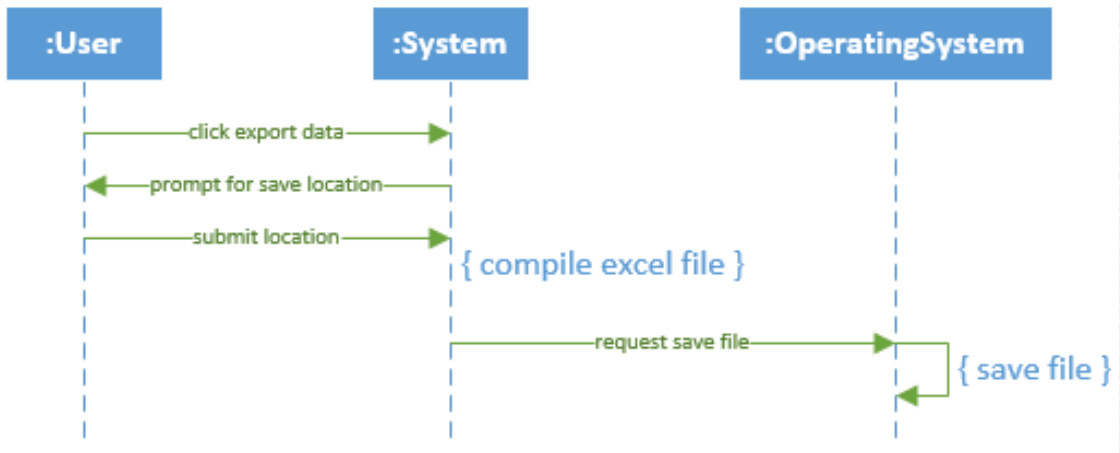 :User
:System
:OperatingSystem
click export data
prompt for save location
submit location
{ compile excel file }
request save file
{ save file }